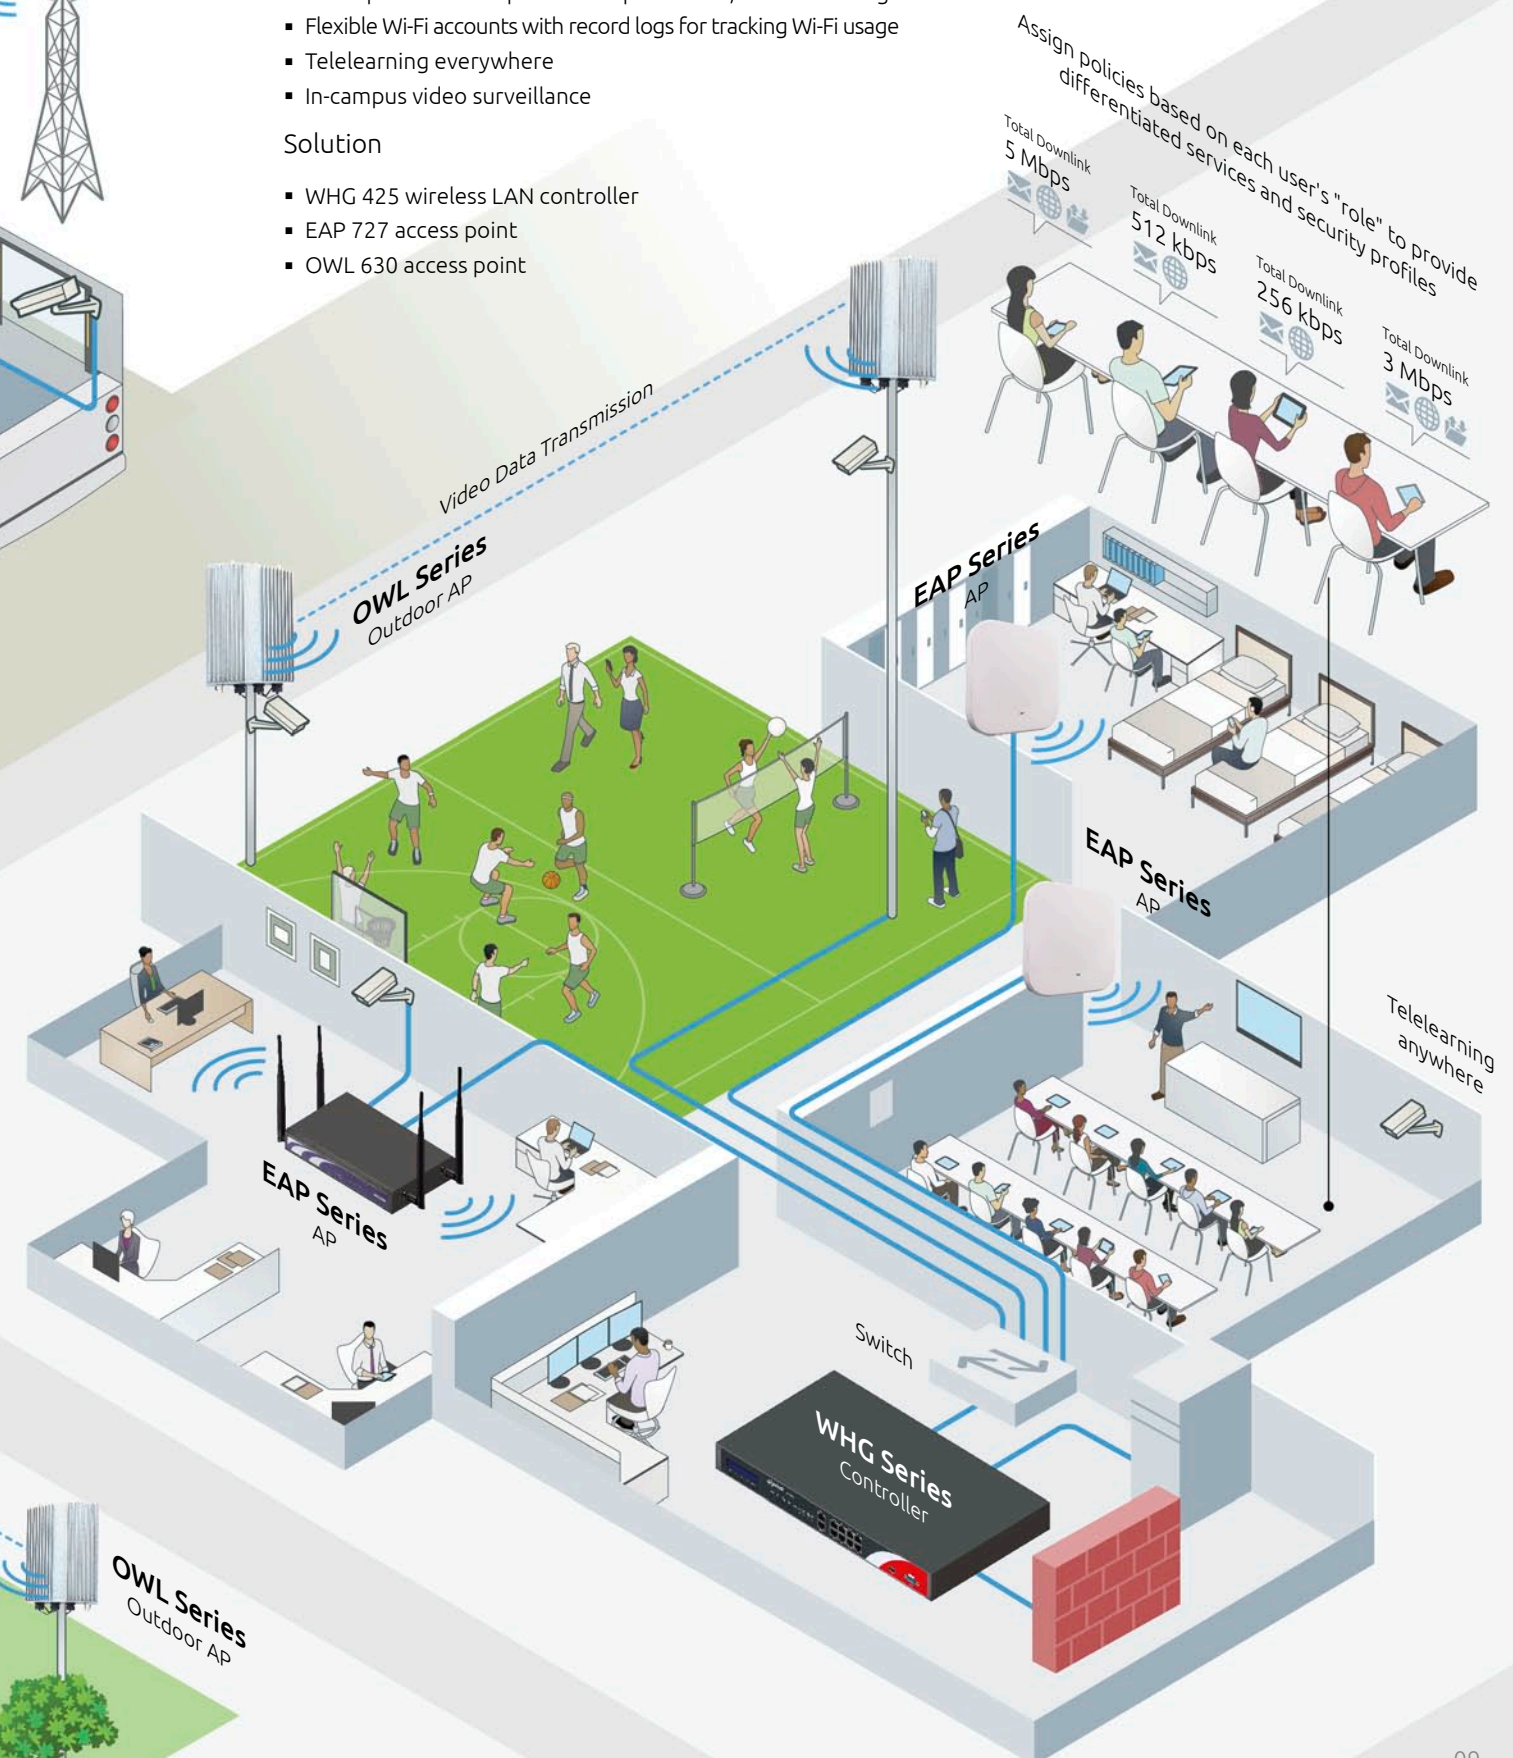 ▪ Flexible Wi-Fi accounts with record logs for tracking Wi-Fi usage
▪ Telelearning everywhere
▪ In-campus video surveillance
Solution
▪ WHG 425 wireless LAN controller
▪ EAP 727 access point
▪ OWL 630 access point
Assign policies based on each user's "role" to provide
differentiated services and security profiles
Total Downlink
5 Mbps
Total Downlink
512 kbps
Total Downlink
256 kbps
Total Downlink
3 Mbps
Video Data Transmission
OWL Series
Outdoor AP
EAP Series
AP
EAP Series
AP
Telelearning
anywhere
EAP Series
AP
Switch
WHG Series
Controller
OWL Series
Outdoor AP